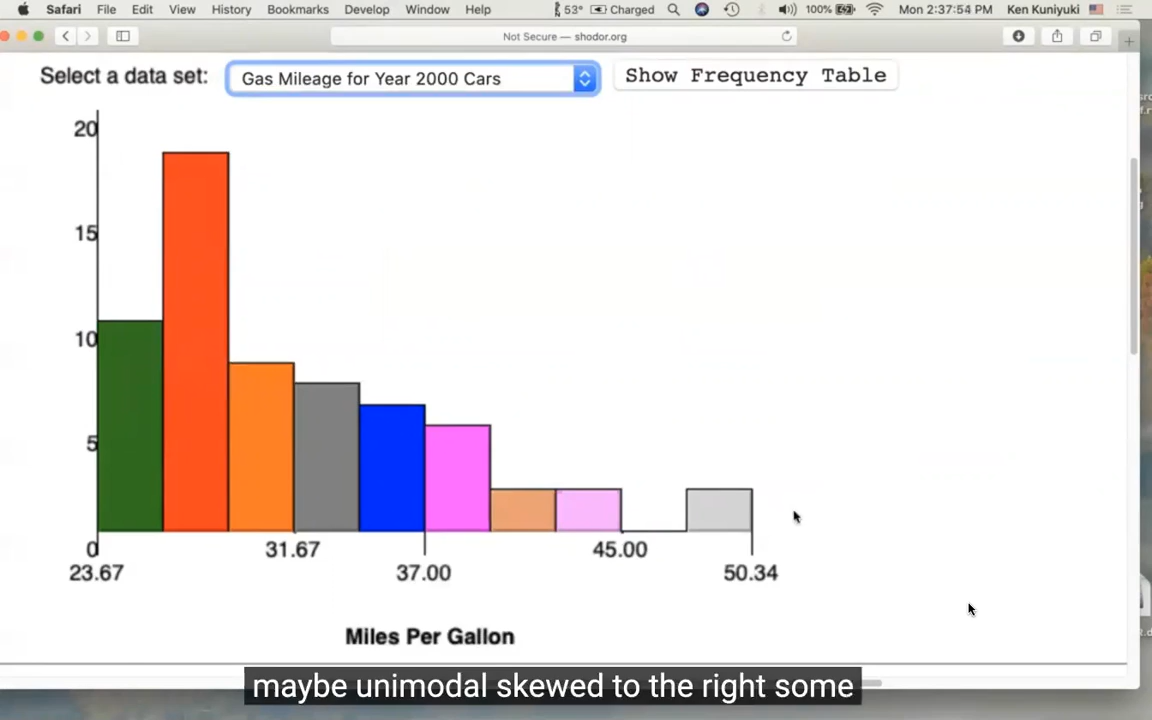 Safari File Edit View History Bookmarks Develop Window Help 53° Charged 100% Mon 2:37:54 PM Ken Kuniyuki
Not Secure — shodor.org
Select a data set: Gas Mileage for Year 2000 Cars Show Frequency Table
20
15
10
5
0
31.67 45.00
23.67 37.00 50.34
Miles Per Gallon
maybe unimodal skewed to the right some